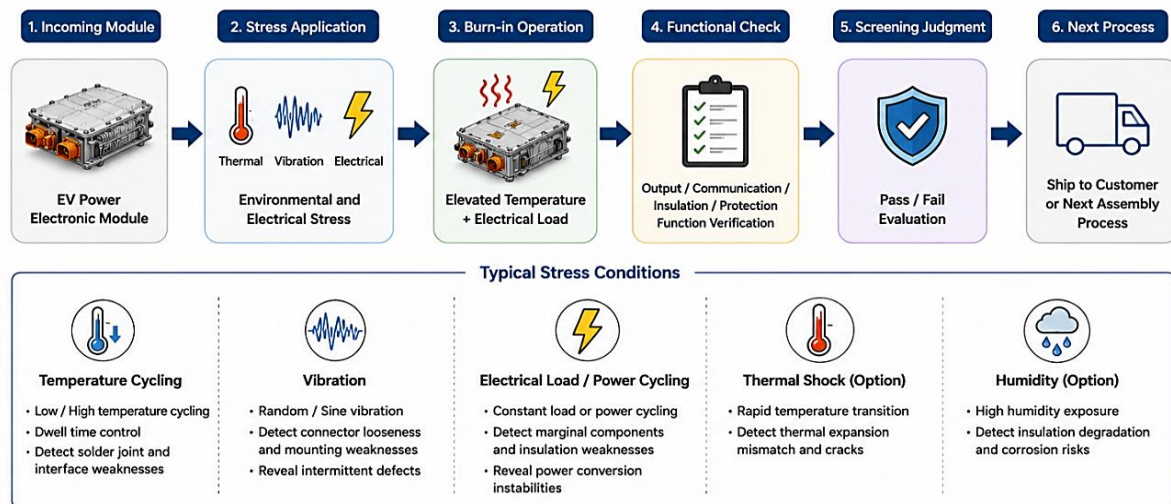 1. Incoming Module
2. Stress Application
3. Burn-in Operation
4. Functional Check
5. Screening Judgment
6. Next Process
EV Power
Electronic Module
Thermal
Vibration
Electrical
Environmental and
Electrical Stress
Elevated Temperature
+ Electrical Load
Output / Communication /
Insulation / Protection
Function Verification
Pass / Fail
Evaluation
Ship to Customer
or Next Assembly
Process
Typical Stress Conditions
Temperature Cycling
• Low / High temperature cycling
• Dwell time control
• Detect solder joint and
interface weaknesses
Vibration
• Random / Sine vibration
• Detect connector looseness
and mounting weaknesses
• Reveal intermittent defects
Electrical Load / Power Cycling
• Constant load or power cycling
• Detect marginal components
and insulation weaknesses
• Reveal power conversion
instabilities
Thermal Shock (Option)
• Rapid temperature transition
• Detect thermal expansion
mismatch and cracks
Humidity (Option)
• High humidity exposure
• Detect insulation degradation
and corrosion risks